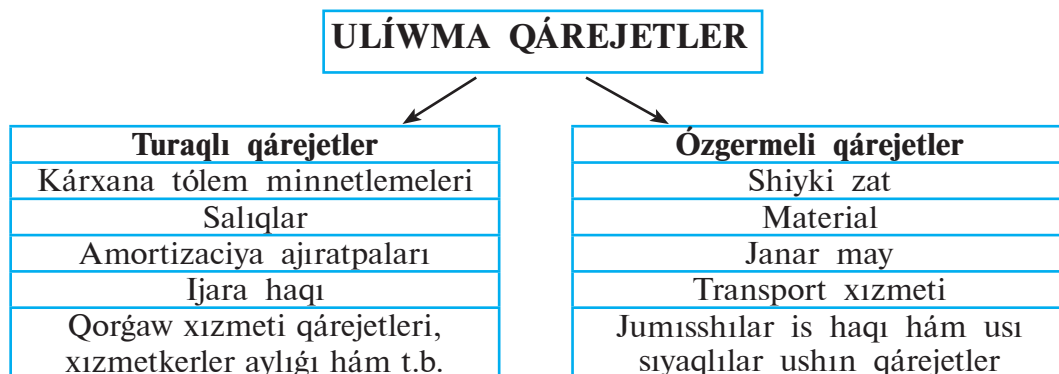 ULÍWMA QÁREJETLER
Turaqlı qárejetler
Kárxana tólem minnetlemeleri
Salıqlar
Amortizaciya ajıratpaları
Ijara haqı
Qorǵaw xızmeti qárejetleri,
xızmetkerler aylıǵı hám t.b.
Ózgermeli qárejetler
Shiyki zat
Material
Janar may
Transport xızmeti
Jumısshılar is haqı hám usı
sıyaqlılar ushın qárejetler